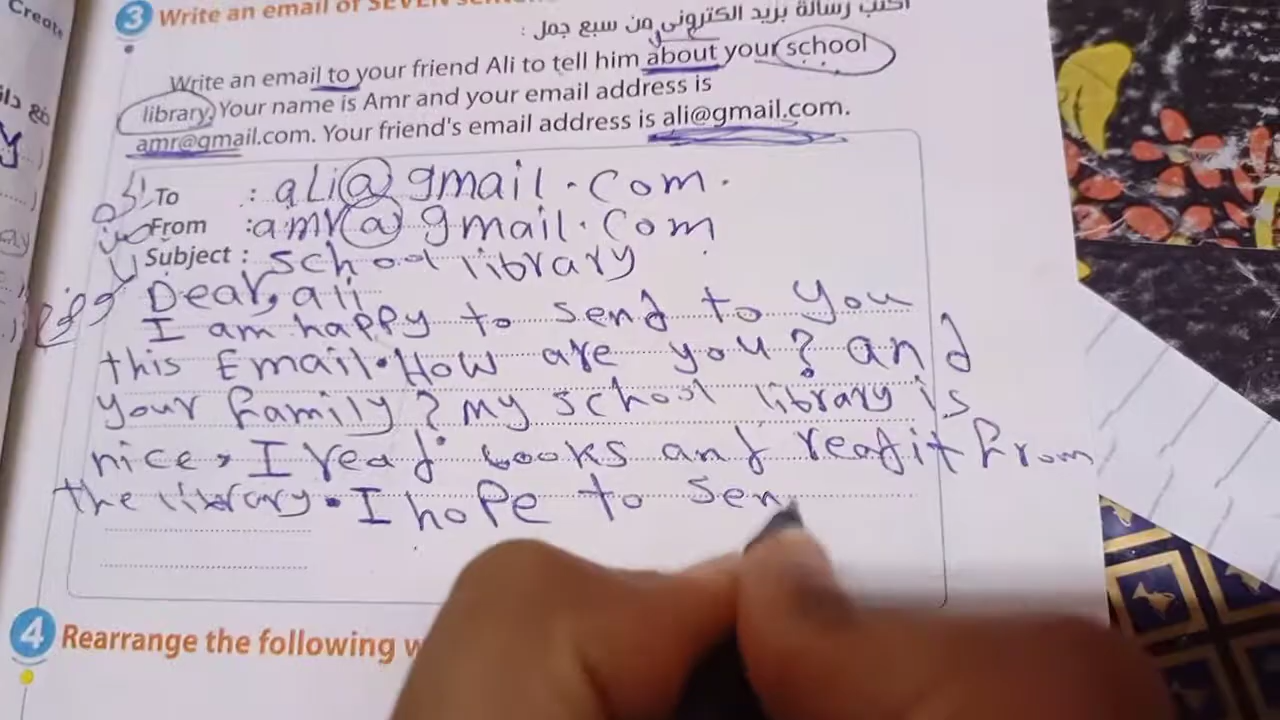 Create
3 Write an email of SEVEN
اكتب رسالة بريد الكترونى من سبع جمل :
Write an email to your friend Ali to tell him about your school
library. Your name is Amr and your email address is
amr@gmail.com. Your friend's email address is ali@gmail.com.
To : ali@gmail.com.
From : amr@gmail.com
Subject : school library
Dear, ali
I am happy to send to you
this Email. How are you? and
your family? my school library is
nice, I read books and read it from
the library. I hope to sen
4 Rearrange the following